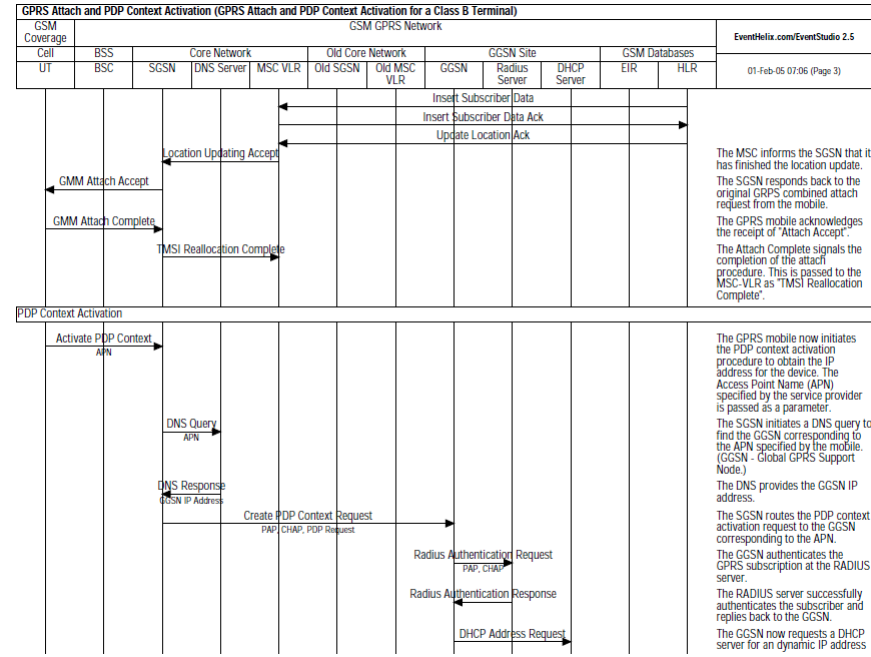 GPRS Attach and PDP Context Activation (GPRS Attach and PDP Context Activation for a Class B Terminal)
GSM Coverage
GSM GPRS Network
EventHelix.com/EventStudio 2.5
Cell
BSS
Core Network
Old Core Network
GGSN Site
GSM Databases
UT
BSC
SGSN
DNS Server
MSC VLR
Old SGSN
Old MSC VLR
GGSN
Radius Server
DHCP Server
EIR
HLR
01-Feb-05 07:06 (Page 3)
Insert Subscriber Data
Insert Subscriber Data Ack
Update Location Ack
Location Updating Accept
The MSC informs the SGSN that it
has finished the location update.
GMM Attach Accept
The SGSN responds back to the
original GRPS combined attach
request from the mobile.
GMM Attach Complete
The GPRS mobile acknowledges
the receipt of "Attach Accept".
TMSI Reallocation Complete
The Attach Complete signals the
completion of the attach
procedure. This is passed to the
MSC-VLR as "TMSI Reallocation
Complete".
PDP Context Activation
Activate PDP Context
APN
The GPRS mobile now initiates
the PDP context activation
procedure to obtain the IP
address for the device. The
Access Point Name (APN)
specified by the service provider
is passed as a parameter.
DNS Query
APN
The SGSN initiates a DNS query to
find the GGSN corresponding to
the APN specified by the mobile.
(GGSN - Global GPRS Support
Node.)
DNS Response
GGSN IP Address
The DNS provides the GGSN IP
address.
Create PDP Context Request
PAP, CHAP, PDP Request
The SGSN routes the PDP context
activation request to the GGSN
corresponding to the APN.
Radius Authentication Request
PAP, CHAP
The GGSN authenticates the
GPRS subscription at the RADIUS
server.
Radius Authentication Response
The RADIUS server successfully
authenticates the subscriber and
replies back to the GGSN.
DHCP Address Request
The GGSN now requests a DHCP
server for an dynamic IP address